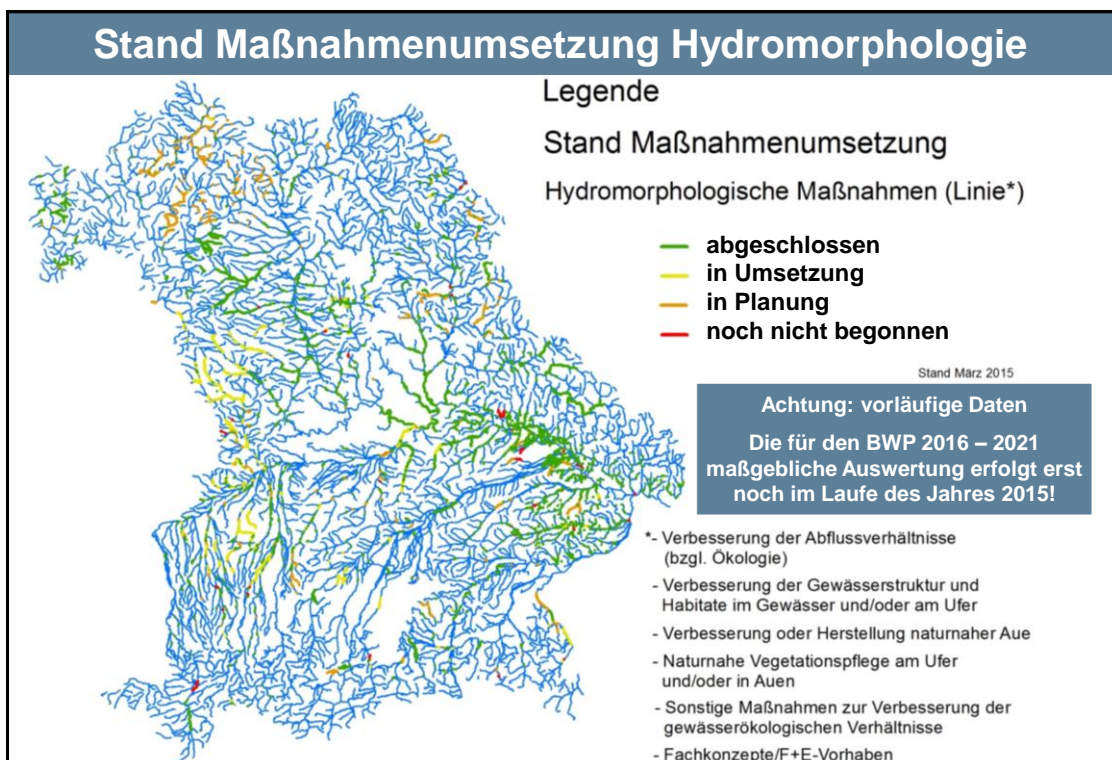 Stand Maßnahmenumsetzung Hydromorphologie
Legende
Stand Maßnahmenumsetzung
Hydromorphologische Maßnahmen (Linie*)
abgeschlossen
in Umsetzung
in Planung
noch nicht begonnen
Stand März 2015
Achtung: vorläufige Daten
Die für den BWP 2016 – 2021
maßgebliche Auswertung erfolgt erst
noch im Laufe des Jahres 2015!
*- Verbesserung der Abflussverhältnisse
(bzgl. Ökologie)
- Verbesserung der Gewässerstruktur und
Habitate im Gewässer und/oder am Ufer
- Verbesserung oder Herstellung naturnaher Aue
- Naturnahe Vegetationspflege am Ufer
und/oder in Auen
- Sonstige Maßnahmen zur Verbesserung der
gewässerökologischen Verhältnisse
- Fachkonzepte/F+E-Vorhaben